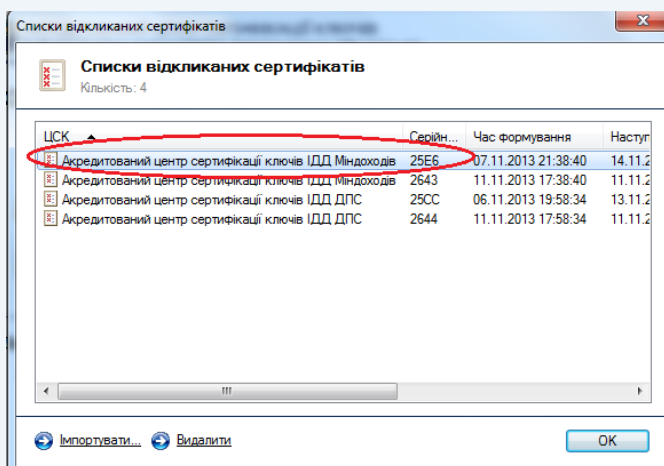 Списки відкликаних сертифікатів
Списки відкликаних сертифікатів
Кількість: 4
ЦСК Серійн... Час формування Наступ
Акредитований центр сертифікації ключів ІДД Міндоходів 25E6 07.11.2013 21:38:40 14.11.2
Акредитований центр сертифікації ключів ІДД Міндоходів 2643 11.11.2013 17:38:40 11.11.2
Акредитований центр сертифікації ключів ІДД ДПС 25CC 06.11.2013 19:58:34 13.11.2
Акредитований центр сертифікації ключів ІДД ДПС 2644 11.11.2013 17:58:34 11.11.2
Імпортувати... Видалити OK